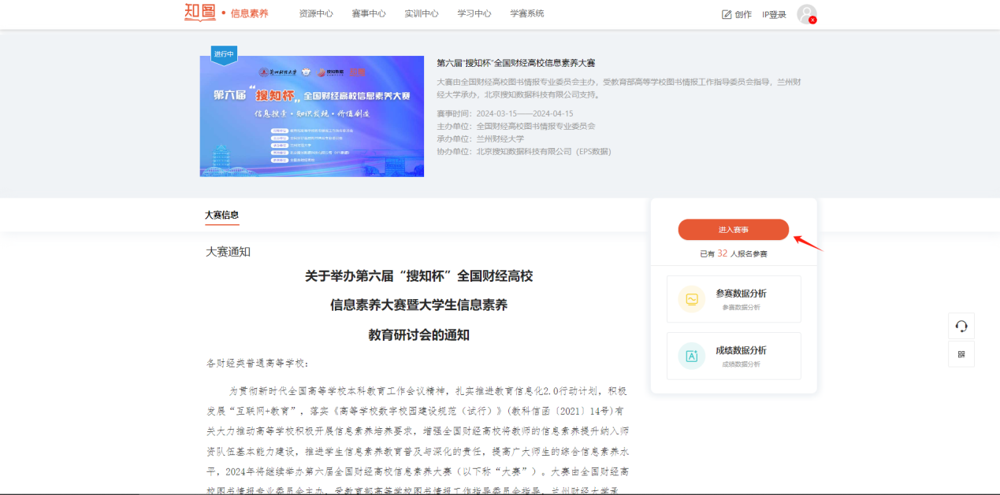 知图 • 信息素养
资源中心 赛事中心 实训中心 学习中心 学赛系统
创作 IP登录
进行中
兰州财经大学
第六届“搜知杯”全国财经高校信息素养大赛
信息搜索·知识发现·价值创造
第六届“搜知杯”全国财经高校信息素养大赛
大赛由全国财经高校图书情报专业委员会主办，受教育部高等学校图书情报工作指导委员会指导，兰州财
经大学承办，北京搜知数据科技有限公司支持。
赛事时间：2024-03-15——2024-04-15
主办单位：全国财经高校图书情报专业委员会
承办单位：兰州财经大学
协办单位：北京搜知数据科技有限公司（EPS数据）
大赛信息
进入赛事
已有 32 人报名参赛
参赛数据分析
参赛数据分析
成绩数据分析
成绩数据分析
大赛通知
关于举办第六届“搜知杯”全国财经高校
信息素养大赛暨大学生信息素养
教育研讨会的通知
各财经类普通高等学校：
为贯彻新时代全国高等学校本科教育工作会议精神，扎实推进教育信息化2.0行动计划，积极
发展“互联网+教育”，落实《高等学校数字校园建设规范（试行）》(教科信函〔2021〕14号)有
关大力推动高等学校积极开展信息素养培养要求，增强全国财经高校将教师的信息素养提升纳入师
资队伍基本能力建设，推进学生信息素养教育普及与深化的责任，提高广大师生的综合信息素养水
平，2024年将继续举办第六届全国财经高校信息素养大赛（以下称“大赛”）。大赛由全国财经高
校图书情报专业委员会主办，受教育部高等学校图书情报工作指导委员会指导，兰州财经大学承